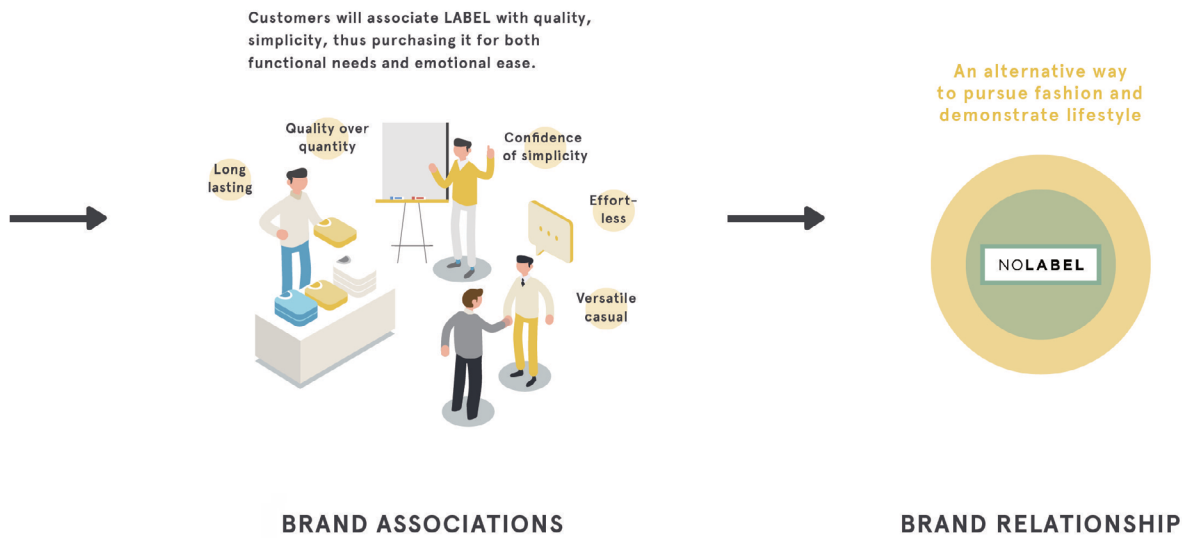 Customers will associate LABEL with quality,
simplicity, thus purchasing it for both
functional needs and emotional ease.
Quality over
quantity
Long
lasting
Confidence
of simplicity
Effort-
less
Versatile
casual
BRAND ASSOCIATIONS
An alternative way
to pursue fashion and
demonstrate lifestyle
NOLABEL
BRAND RELATIONSHIP